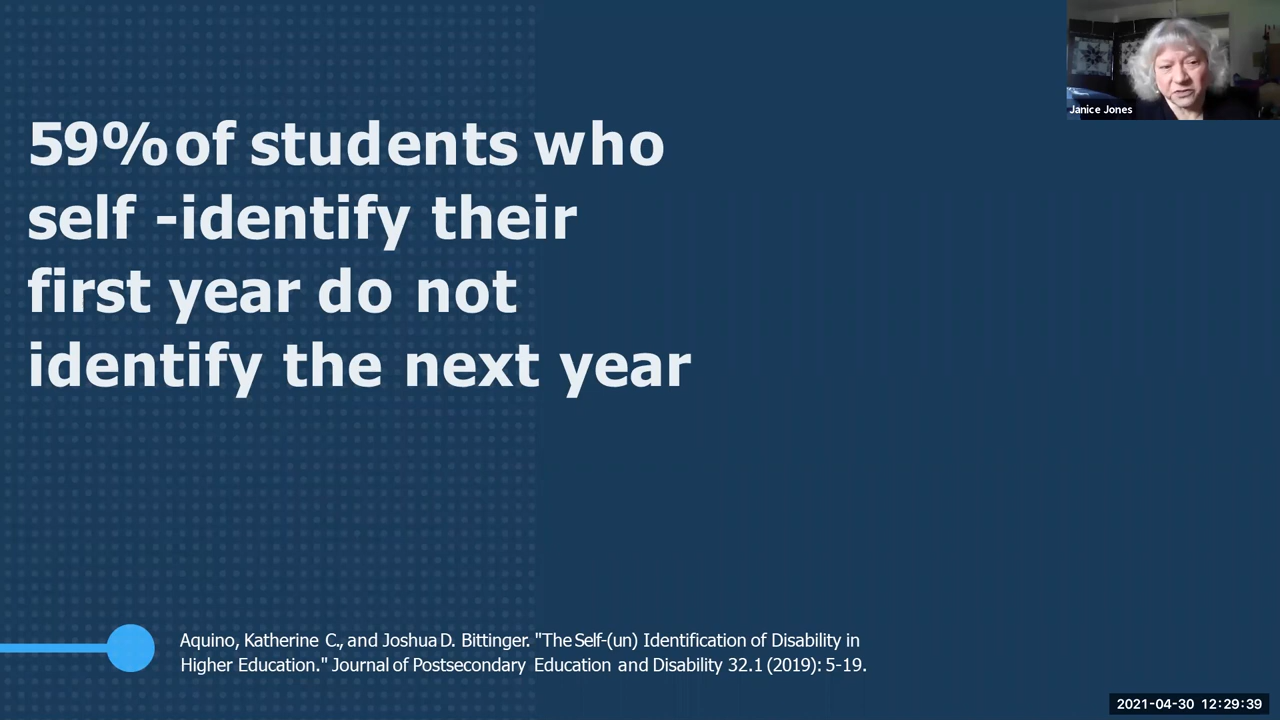 Janice Jones
59% of students who
self -identify their
first year do not
identify the next year
Aquino, Katherine C., and Joshua D. Bittinger. "The Self-(un) Identification of Disability in
Higher Education." Journal of Postsecondary Education and Disability 32.1 (2019): 5-19.
2021-04-30 12:29:39